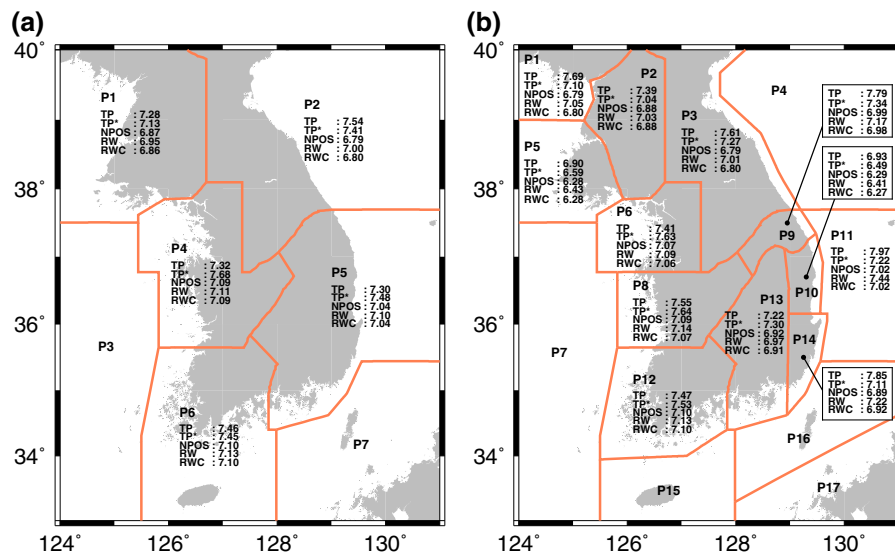 (a)
40°
38°
36°
34°
124
126
128
130
P1
TP : 7.28
TP* : 7.13
NPOS : 6.87
RW : 6.95
RWC : 6.86
P2
TP : 7.54
TP* : 7.41
NPOS : 6.79
RW : 7.00
RWC : 6.80
P4
TP : 7.32
TP* : 7.68
NPOS : 7.09
RW : 7.11
RWC : 7.09
P5
TP : 7.30
TP* : 7.48
NPOS : 7.04
RW : 7.10
RWC : 7.04
P3
P6
TP : 7.46
TP* : 7.45
NPOS : 7.10
RW : 7.13
RWC : 7.10
P7
(b)
40°
38°
36°
34°
124
126
128
130
P1
TP : 7.69
TP* : 7.10
NPOS : 6.79
RW : 7.05
RWC : 6.80
P2
TP : 7.39
TP* : 7.04
NPOS : 6.88
RW : 7.03
RWC : 6.88
P3
TP : 7.61
TP* : 7.27
NPOS : 6.79
RW : 7.01
RWC : 6.80
P4
TP : 7.79
TP* : 7.34
NPOS : 6.99
RW : 7.17
RWC : 6.98
P5
TP : 6.90
TP* : 6.59
NPOS : 6.28
RW : 6.43
RWC : 6.28
TP : 6.93
TP* : 6.49
NPOS : 6.29
RW : 6.41
RWC : 6.27
P6
TP : 7.41
TP* : 7.63
NPOS : 7.07
RW : 7.09
RWC : 7.06
P9
P11
TP : 7.97
TP* : 7.22
NPOS : 7.02
RW : 7.44
RWC : 7.02
P8
TP : 7.55
TP* : 7.64
NPOS : 7.09
RW : 7.14
RWC : 7.07
P13
TP : 7.22
TP* : 7.30
NPOS : 6.92
RW : 6.97
RWC : 6.91
P10
P7
P14
TP : 7.85
TP* : 7.11
NPOS : 6.89
RW : 7.22
RWC : 6.92
P12
TP : 7.47
TP* : 7.53
NPOS : 7.10
RW : 7.13
RWC : 7.10
P16
P15
P17